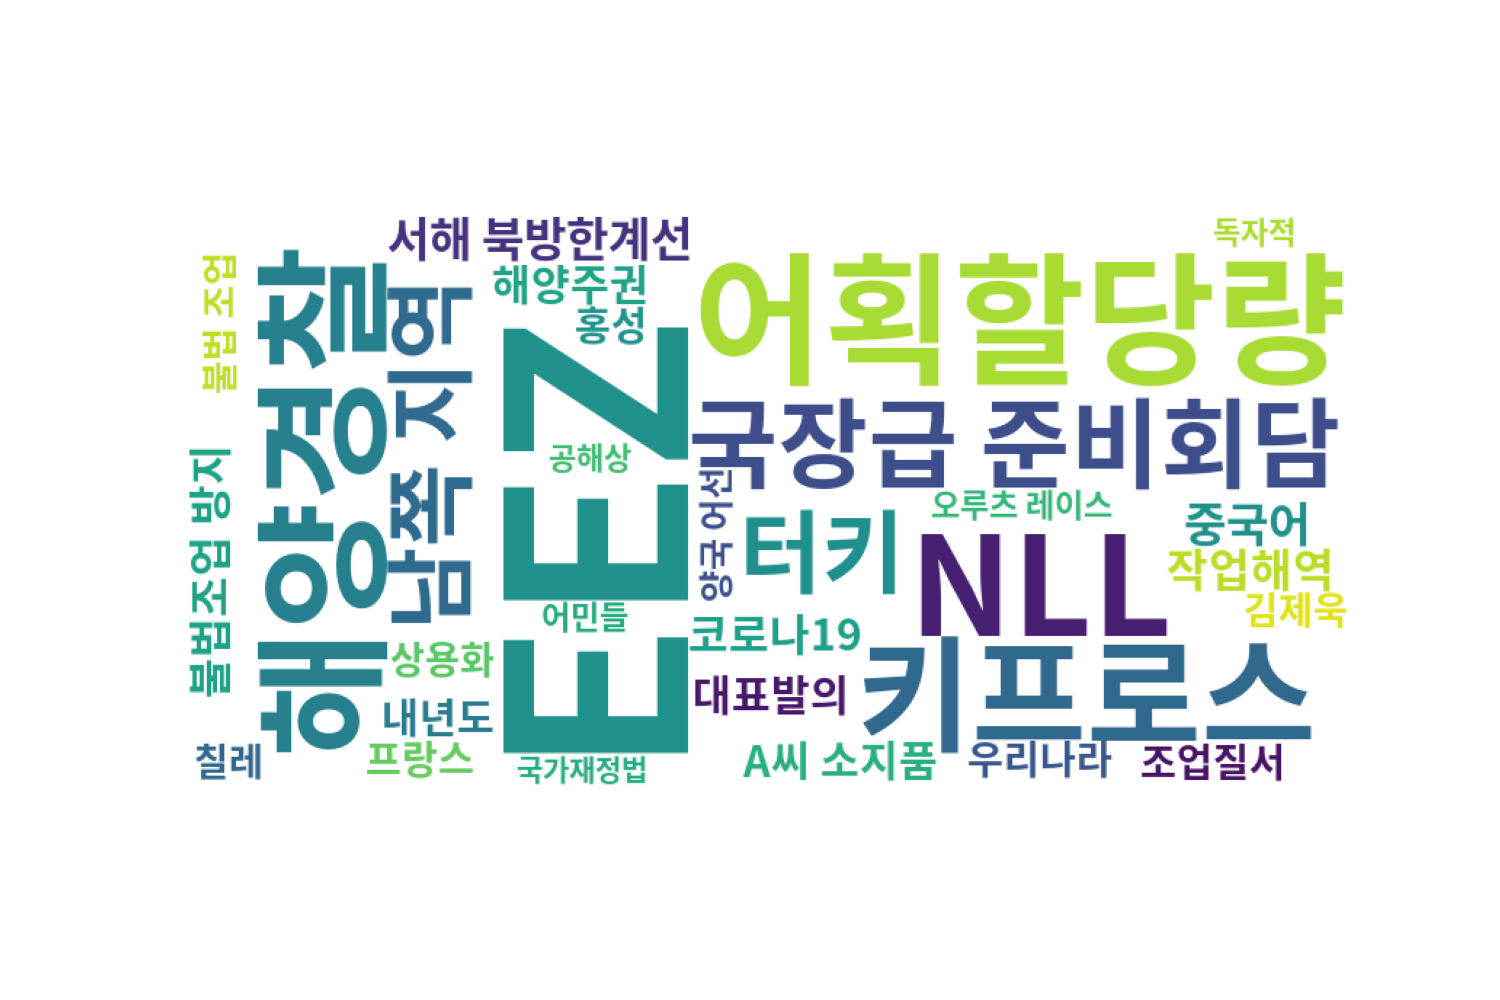 서해 북방한계선
독자적
해양주권
홍성
어획할당량
불법 조업
해양경찰
남쪽 지역
EEZ
국장급 준비회담
공해상
불법조업 방지
양국 어선
오루츠 레이스
터키
중국어
NLL
작업해역
김제욱
어민들
코로나19
상용화
키프로스
대표발의
내년도
칠레
프랑스
국가재정법
A씨 소지품
우리나라
조업질서